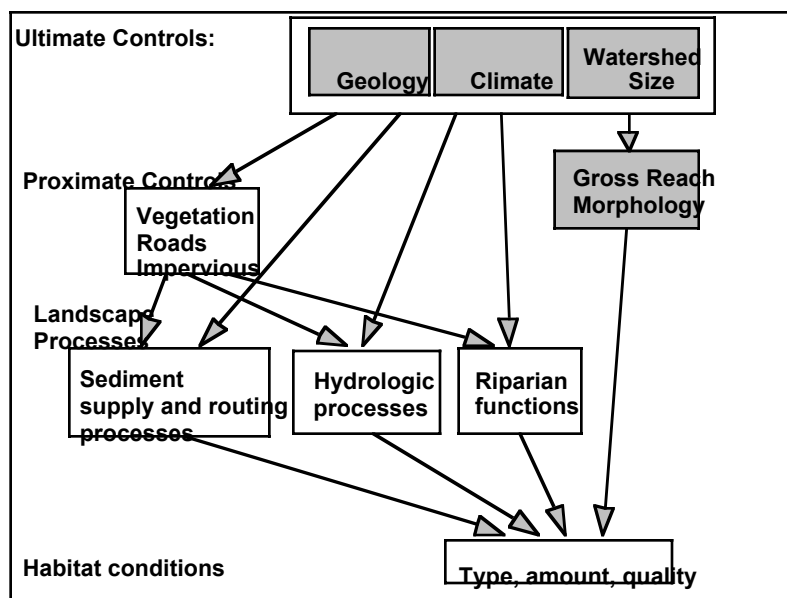 Ultimate Controls:
Geology
Climate
Watershed
Size
Proximate Controls
Gross Reach
Morphology
Vegetation
Roads
Impervious
Landscape
Processes
Sediment
supply and routing
processes
Hydrologic
processes
Riparian
functions
Habitat conditions
Type, amount, quality